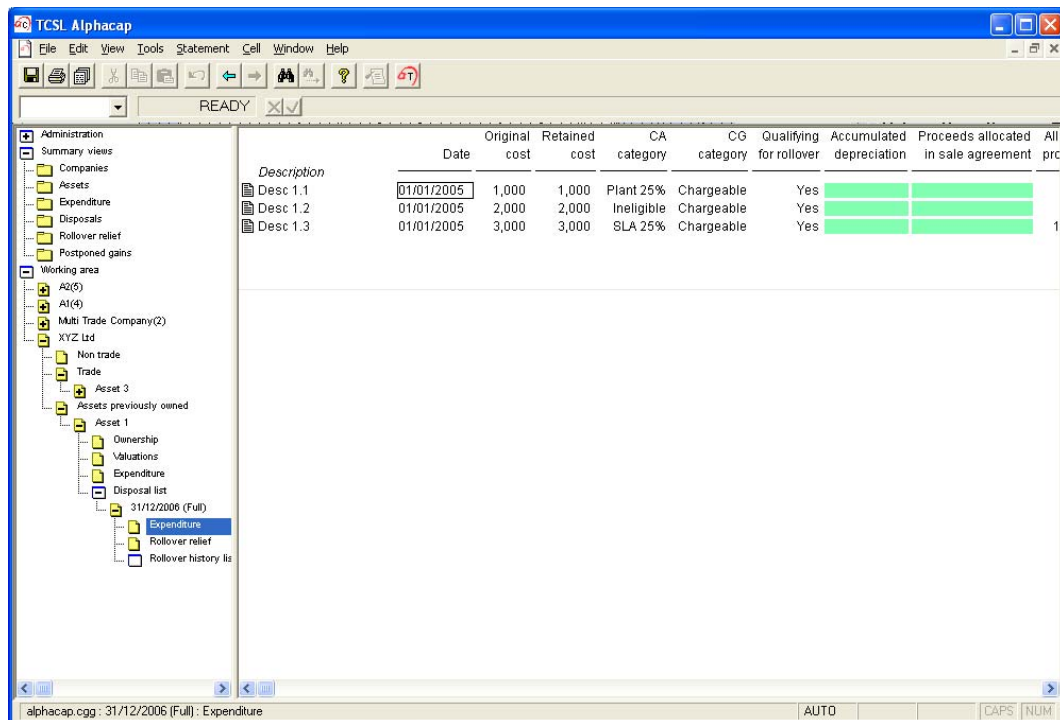 TCSL Alphacap
File Edit View Tools Statement Cell Window Help
READY
Administration
Summary views
Companies
Assets
Expenditure
Disposals
Rollover relief
Postponed gains
Working area
A2(5)
A1(4)
Multi Trade Company(2)
XYZ Ltd
Non trade
Trade
Asset 3
Assets previously owned
Asset 1
Ownership
Valuations
Expenditure
Disposal list
31/12/2006 (Full)
Expenditure
Rollover relief
Rollover history lis
Original Retained CA CG Qualifying Accumulated Proceeds allocated All
Date cost cost category category for rollover depreciation in sale agreement pro
Description
Desc 1.1 01/01/2005 1,000 1,000 Plant 25% Chargeable Yes
Desc 1.2 01/01/2005 2,000 2,000 Ineligible Chargeable Yes
Desc 1.3 01/01/2005 3,000 3,000 SLA 25% Chargeable Yes 1
alphacap.cgg : 31/12/2006 (Full) : Expenditure AUTO CAPS NUM